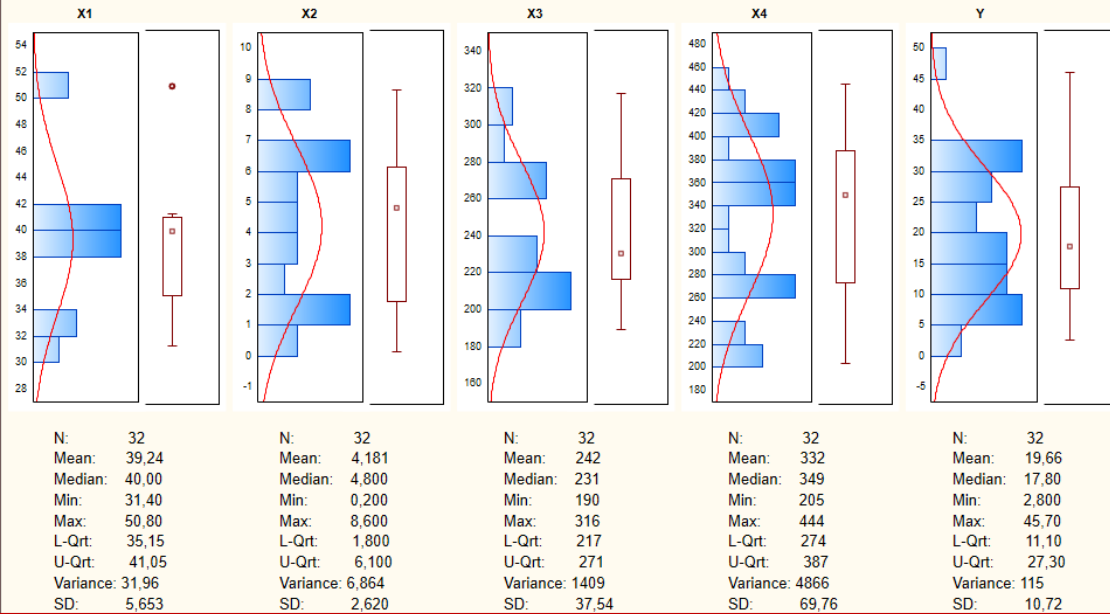 X1 X2 X3 X4 Y
54
52
50
48
46
44
42
40
38
36
34
32
30
28
10
9
8
7
6
5
4
3
2
1
0
-1
340
320
300
280
260
240
220
200
180
160
480
460
440
420
400
380
360
340
320
300
280
260
240
220
200
180
50
45
40
35
30
25
20
15
10
5
0
-5
N: 32
Mean: 39,24
Median: 40,00
Min: 31,40
Max: 50,80
L-Qrt: 35,15
U-Qrt: 41,05
Variance: 31,96
SD: 5,653
N: 32
Mean: 4,181
Median: 4,800
Min: 0,200
Max: 8,600
L-Qrt: 1,800
U-Qrt: 6,100
Variance: 6,864
SD: 2,620
N: 32
Mean: 242
Median: 231
Min: 190
Max: 316
L-Qrt: 217
U-Qrt: 271
Variance: 1409
SD: 37,54
N: 32
Mean: 332
Median: 349
Min: 205
Max: 444
L-Qrt: 274
U-Qrt: 387
Variance: 4866
SD: 69,76
N: 32
Mean: 19,66
Median: 17,80
Min: 2,800
Max: 45,70
L-Qrt: 11,10
U-Qrt: 27,30
Variance: 115
SD: 10,72